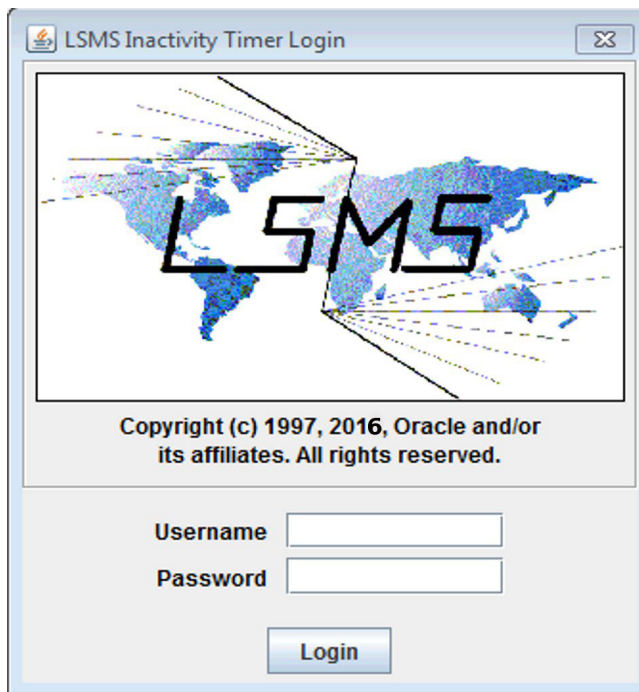 LSMS Inactivity Timer Login
LSMS
Copyright (c) 1997, 2016, Oracle and/or
its affiliates. All rights reserved.
Username
Password
Login